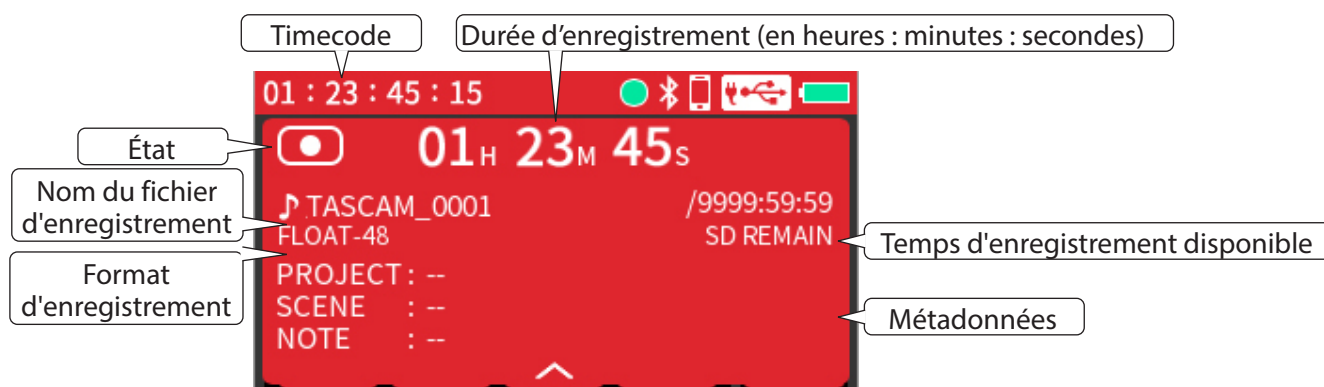 Timecode
Durée d’enregistrement (en heures : minutes : secondes)
01 : 23 : 45 : 15
État
01H 23M 45S
Nom du fichier
d'enregistrement
TASCAM_0001
/9999:59:59
FLOAT-48
SD REMAIN
Temps d'enregistrement disponible
Format
d'enregistrement
PROJECT : --
SCENE : --
NOTE : --
Métadonnées